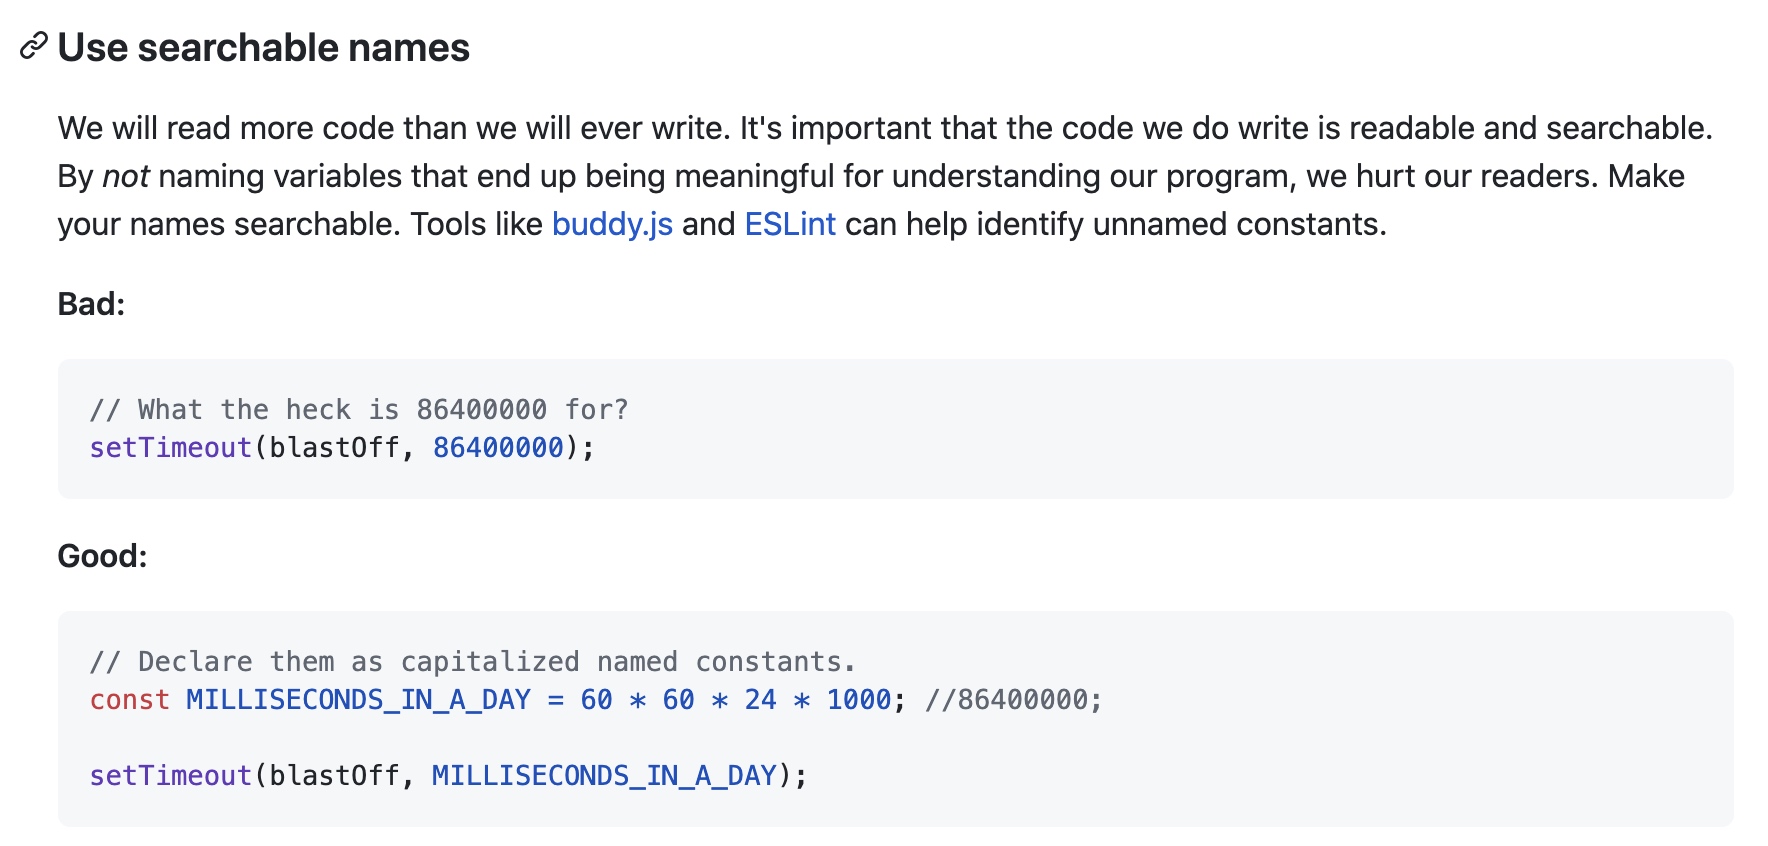 Use searchable names
We will read more code than we will ever write. It's important that the code we do write is readable and searchable.
By not naming variables that end up being meaningful for understanding our program, we hurt our readers. Make
your names searchable. Tools like buddy.js and ESLint can help identify unnamed constants.
Bad:
// What the heck is 86400000 for?
setTimeout(blastOff, 86400000);
Good:
// Declare them as capitalized named constants.
const MILLISECONDS_IN_A_DAY = 60 * 60 * 24 * 1000; //86400000;
setTimeout(blastOff, MILLISECONDS_IN_A_DAY);